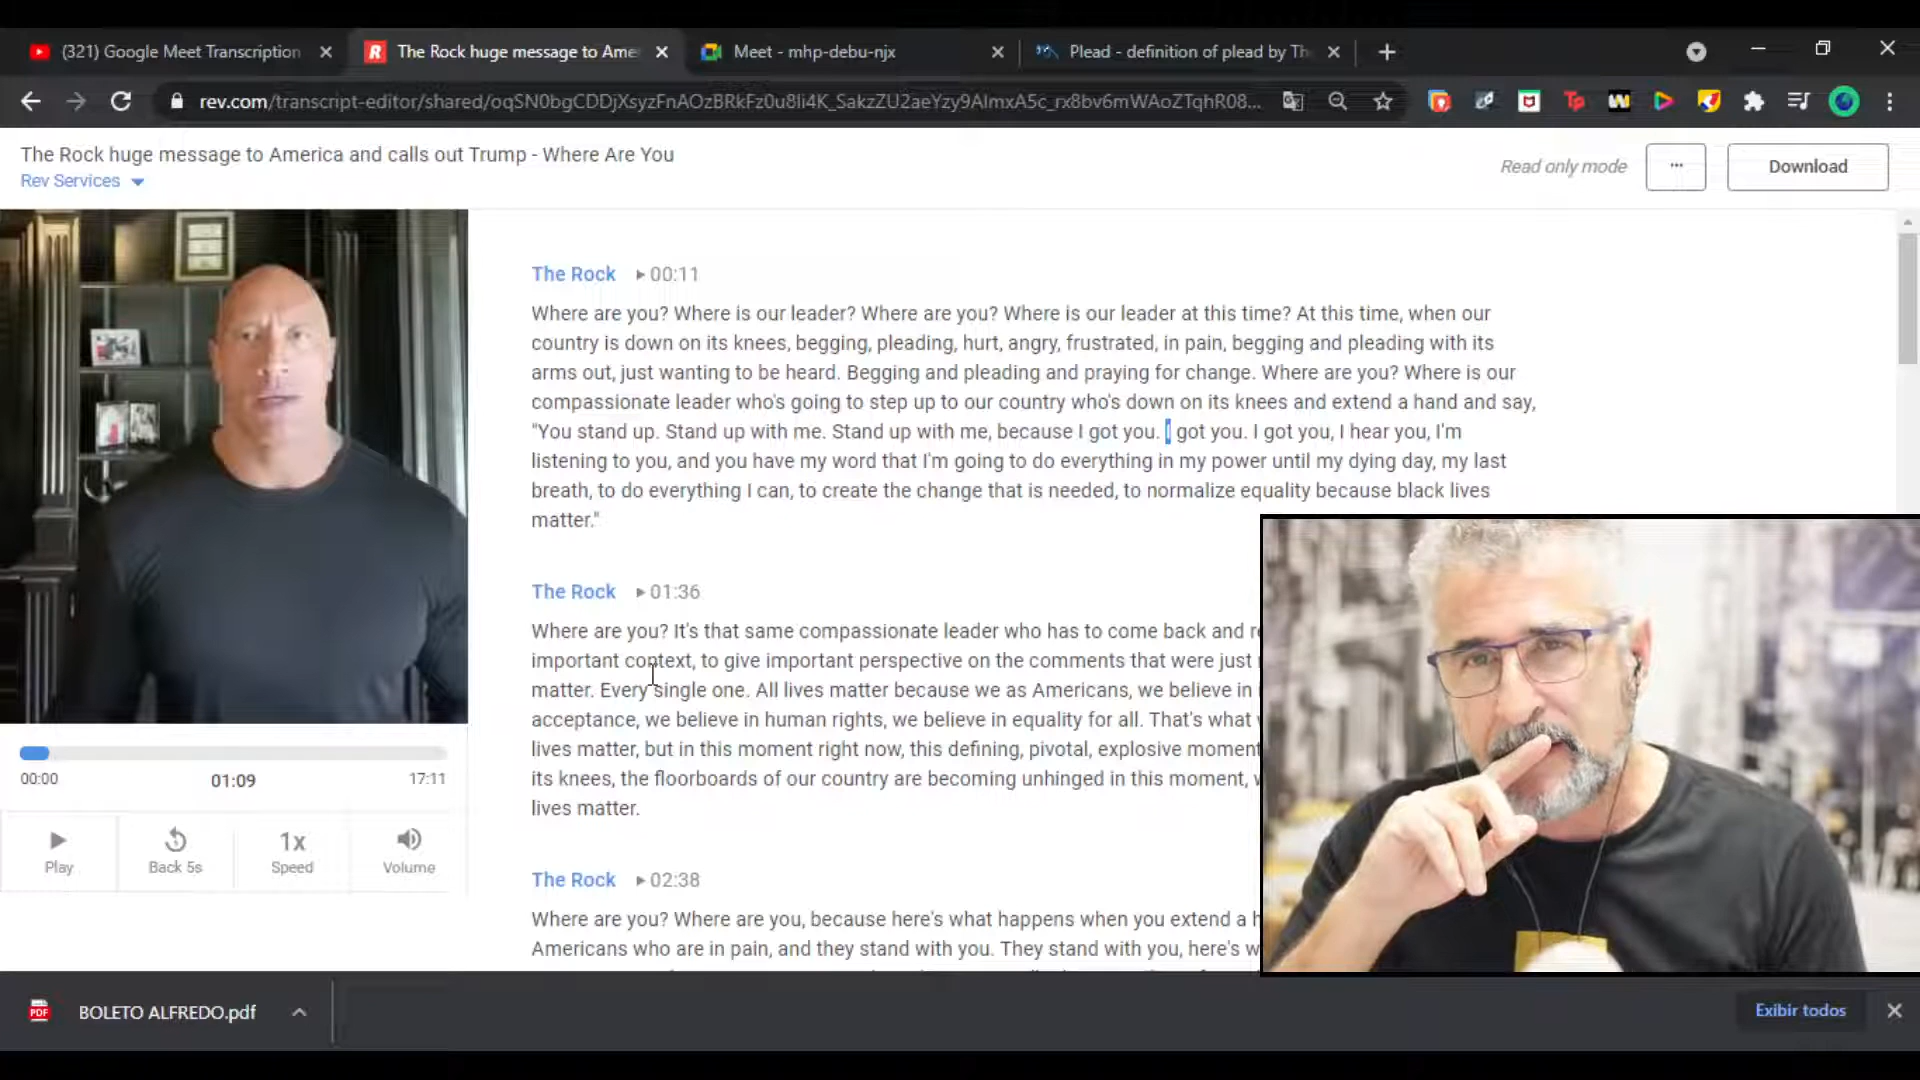 (321) Google Meet Transcription
The Rock huge message to Ame
Meet - mhp-debu-njx
Plead - definition of plead by Th
rev.com/transcript-editor/shared/oqSN0bgCDDjXsyzFnAOzBRkFz0u8Ii4K_SakzZU2aeYzy9AlmxA5c_rx8bv6mWAoZTqhR08...
The Rock huge message to America and calls out Trump - Where Are You
Rev Services
Read only mode
...
Download
The Rock 00:11
Where are you? Where is our leader? Where are you? Where is our leader at this time? At this time, when our
country is down on its knees, begging, pleading, hurt, angry, frustrated, in pain, begging and pleading with its
arms out, just wanting to be heard. Begging and pleading and praying for change. Where are you? Where is our
compassionate leader who's going to step up to our country who's down on its knees and extend a hand and say,
"You stand up. Stand up with me. Stand up with me, because I got you. I got you. I got you, I hear you, I'm
listening to you, and you have my word that I'm going to do everything in my power until my dying day, my last
breath, to do everything I can, to create the change that is needed, to normalize equality because black lives
matter."
The Rock 01:36
Where are you? It's that same compassionate leader who has to come back and
important context, to give important perspective on the comments that were just
matter. Every single one. All lives matter because we as Americans, we believe in
acceptance, we believe in human rights, we believe in equality for all. That's what
lives matter, but in this moment right now, this defining, pivotal, explosive moment
its knees, the floorboards of our country are becoming unhinged in this moment,
lives matter.
00:00
01:09
17:11
Play
Back 5s
1x
Speed
Volume
The Rock 02:38
Where are you? Where are you, because here's what happens when you extend a
Americans who are in pain, and they stand with you. They stand with you, here's
PDF
BOLETO ALFREDO.pdf
Exibir todos